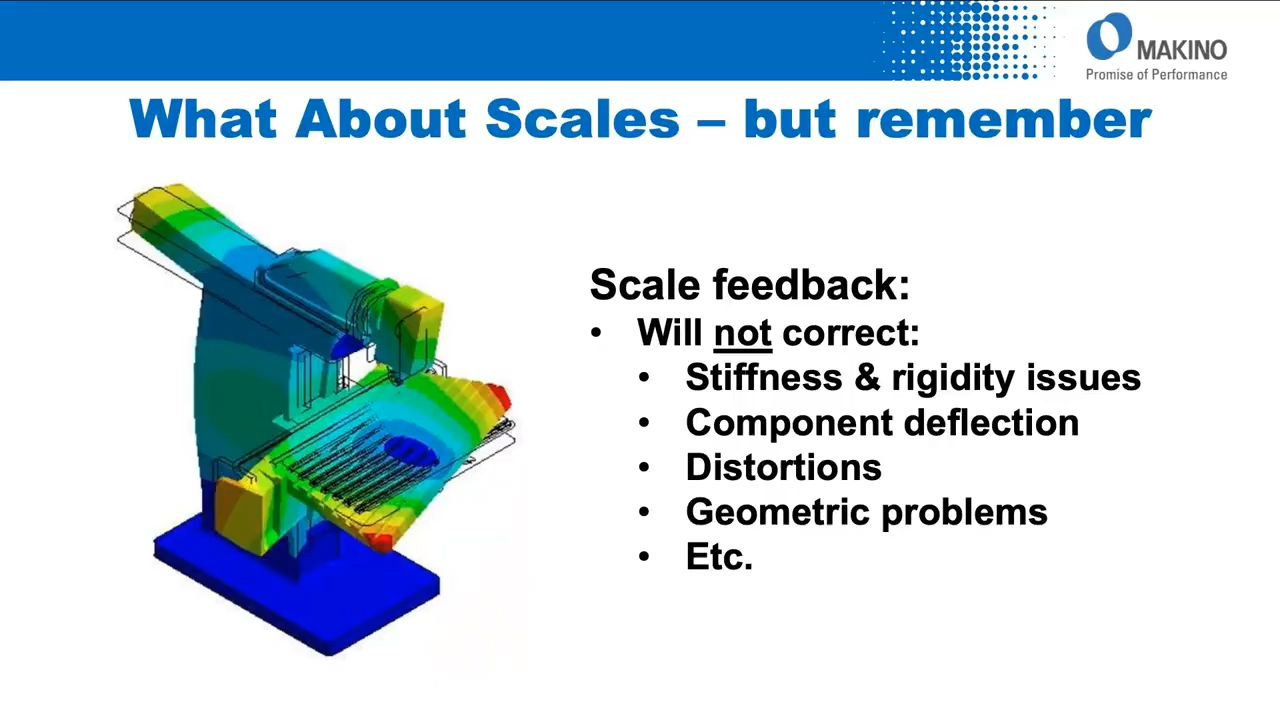 MAKINO
Promise of Performance
What About Scales – but remember
Scale feedback:
• Will not correct:
• Stiffness & rigidity issues
• Component deflection
• Distortions
• Geometric problems
• Etc.